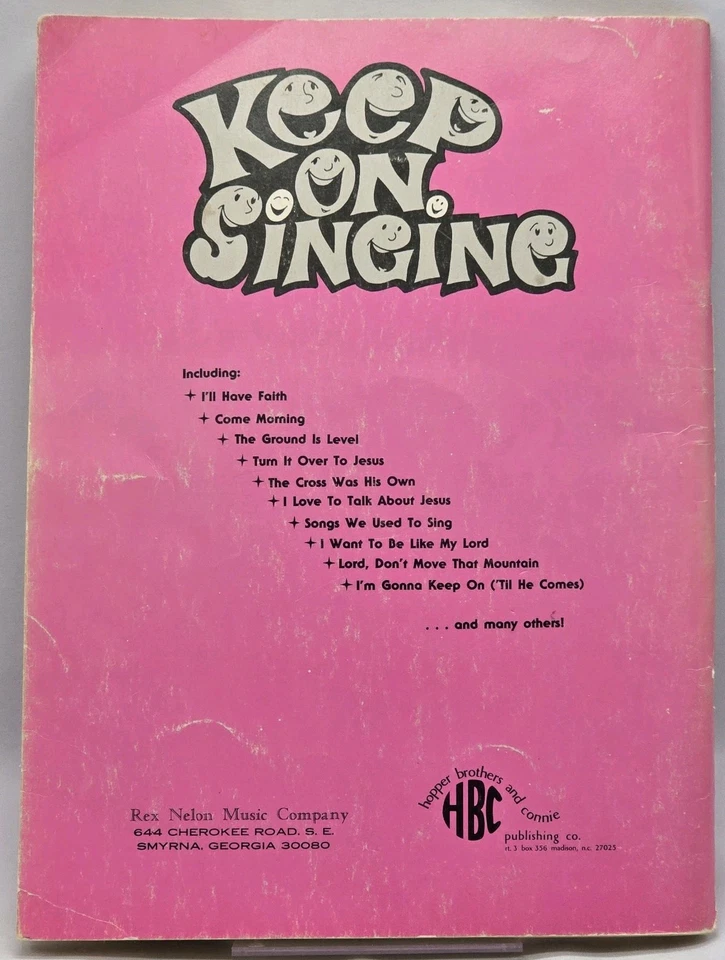 Keep
ON
SiNGiNG
Including:
I'll Have Faith
Come Morning
The Ground Is Level
Turn It Over To Jesus
The Cross Was His Own
I Love To Talk About Jesus
Songs We Used To Sing
I Want To Be Like My Lord
Lord, Don't Move That Mountain
I'm Gonna Keep On ('Til He Comes)
. . . and many others!
Rex Nelon Music Company
644 CHEROKEE ROAD, S. E.
SMYRNA, GEORGIA 30080
hopper brothers and connie
HBC
publishing co.
rt. 3 box 356 madison, n.c. 27025